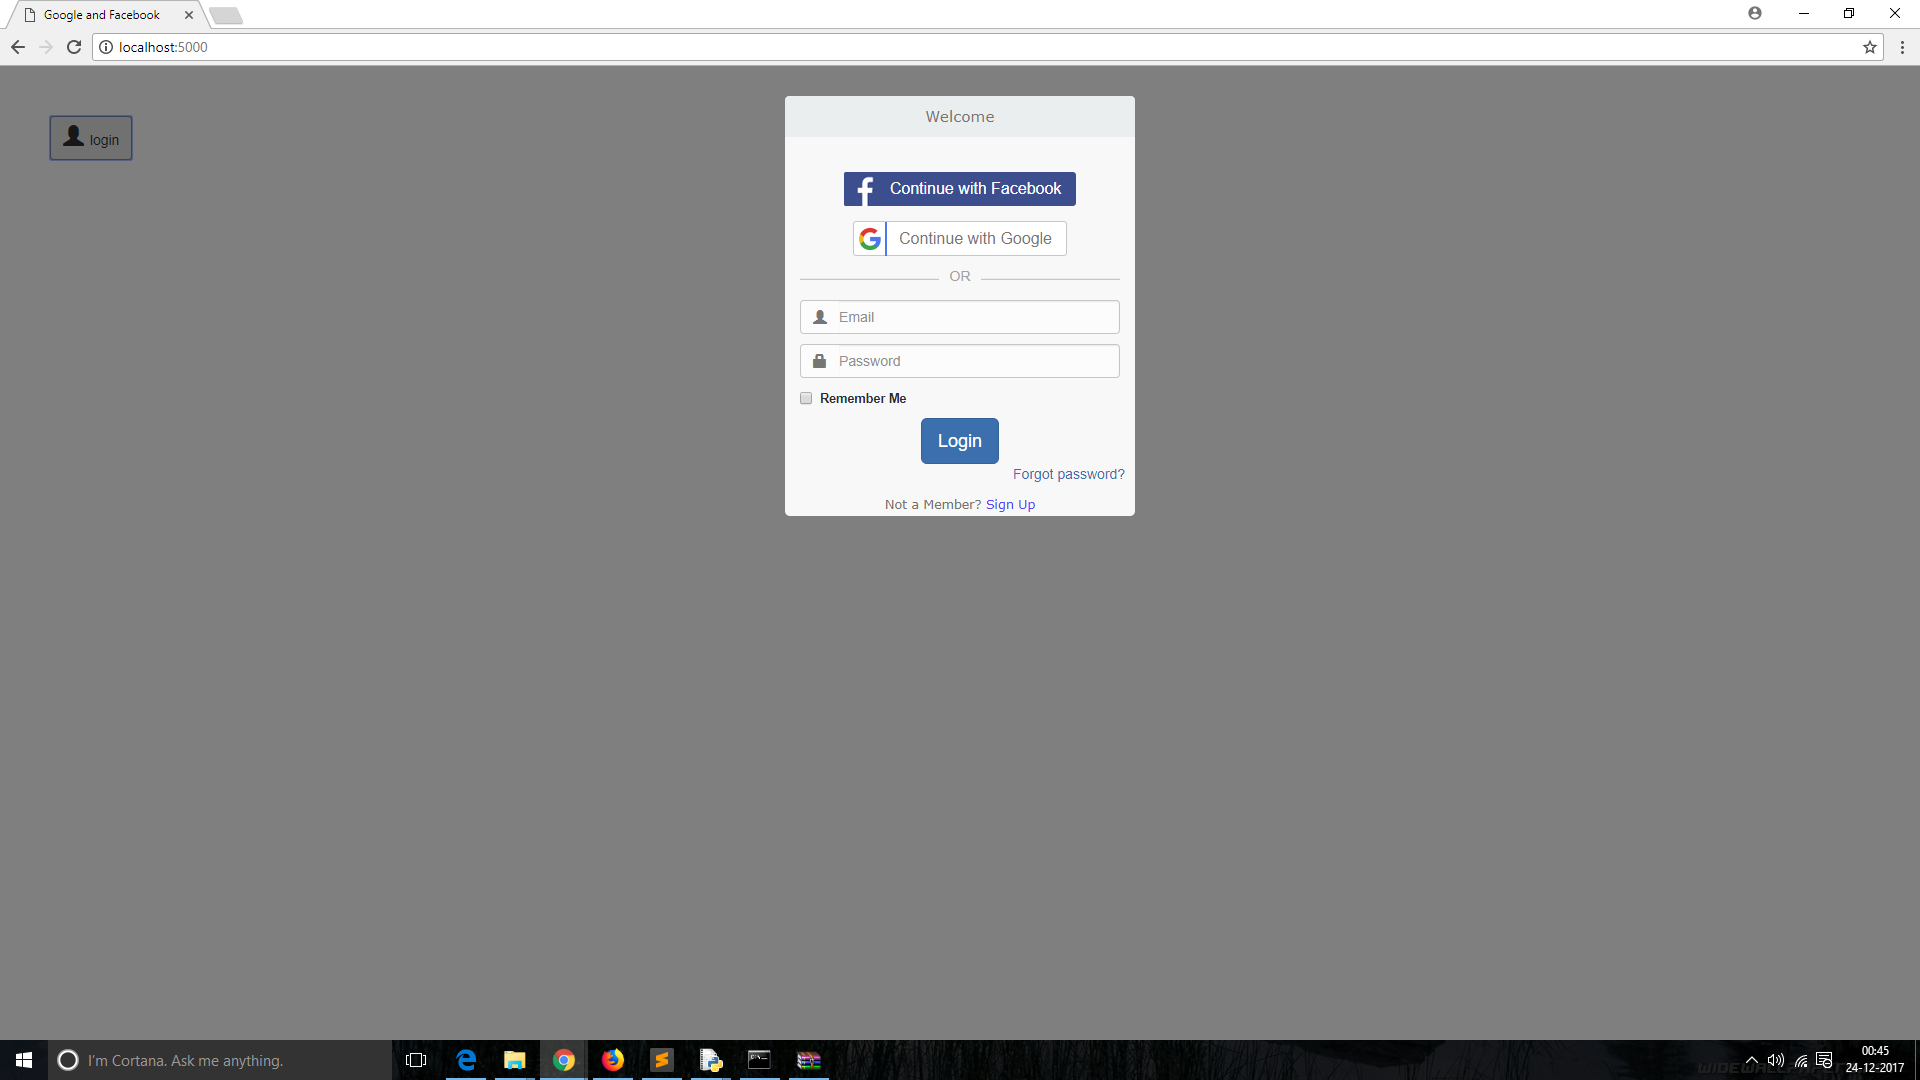 Google and Facebook
localhost:5000
login
Welcome
Continue with Facebook
Continue with Google
OR
Email
Password
Remember Me
Login
Forgot password?
Not a Member? Sign Up
I'm Cortana. Ask me anything.
00:45
24-12-2017